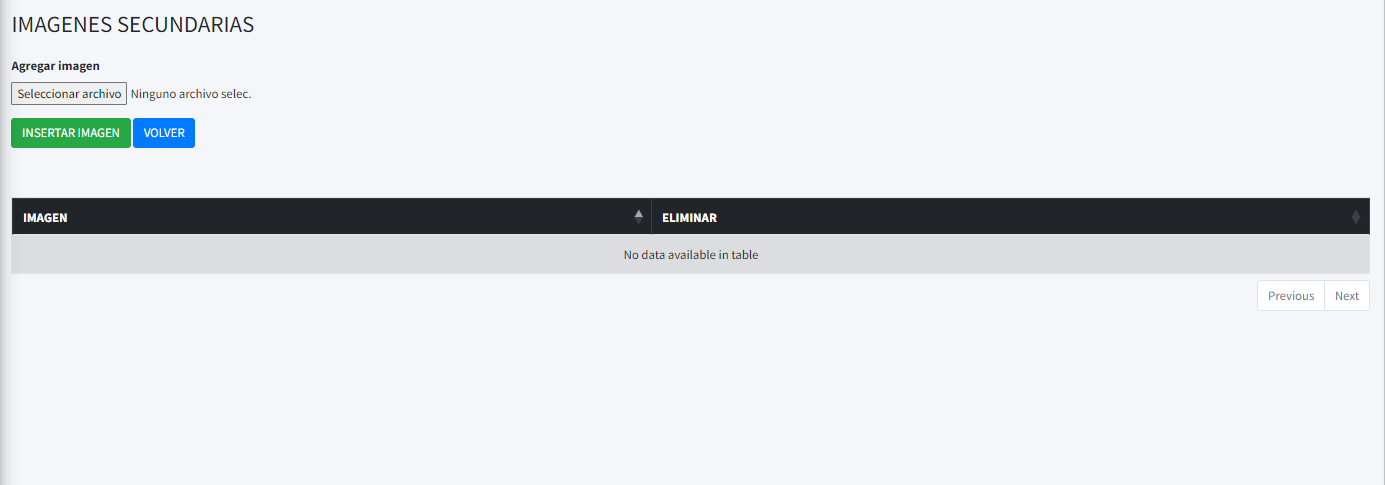 IMAGENES SECUNDARIAS
Agregar imagen
Seleccionar archivo Ninguno archivo selec.
INSERTAR IMAGEN VOLVER
IMAGEN ELIMINAR
No data available in table
Previous Next